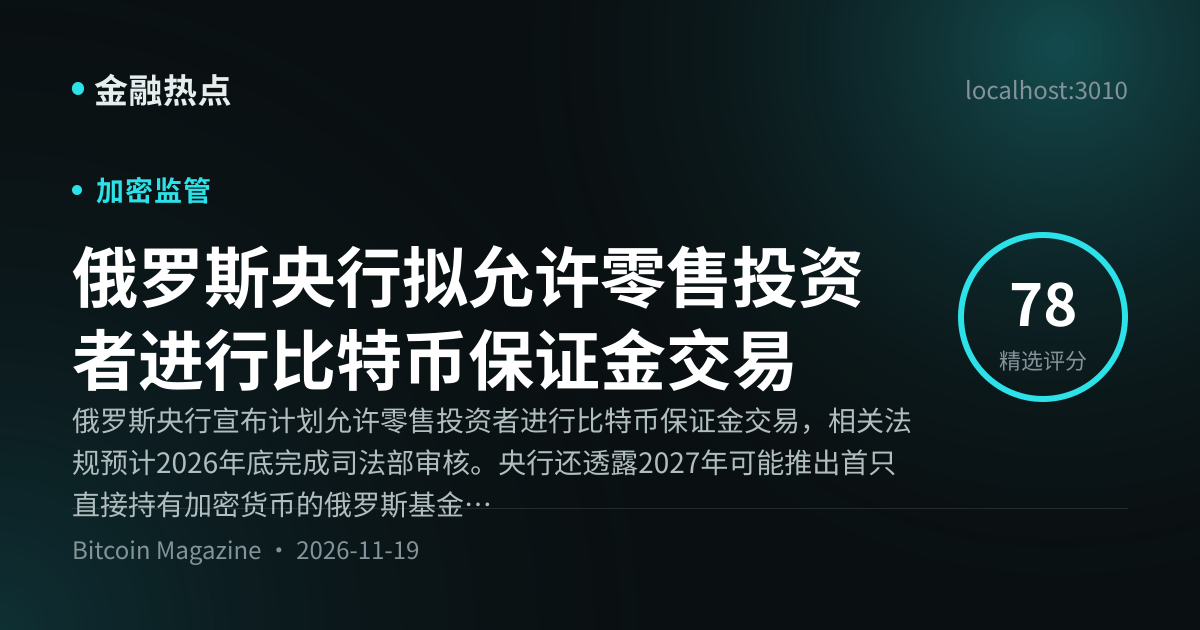 金融热点
localhost:3010
加密监管
俄罗斯央行拟允许零售投资
者进行比特币保证金交易
78
精选评分
俄罗斯央行宣布计划允许零售投资者进行比特币保证金交易，相关法
规预计2026年底完成司法部审核。央行还透露2027年可能推出首只
直接持有加密货币的俄罗斯基金…
Bitcoin Magazine • 2026-11-19